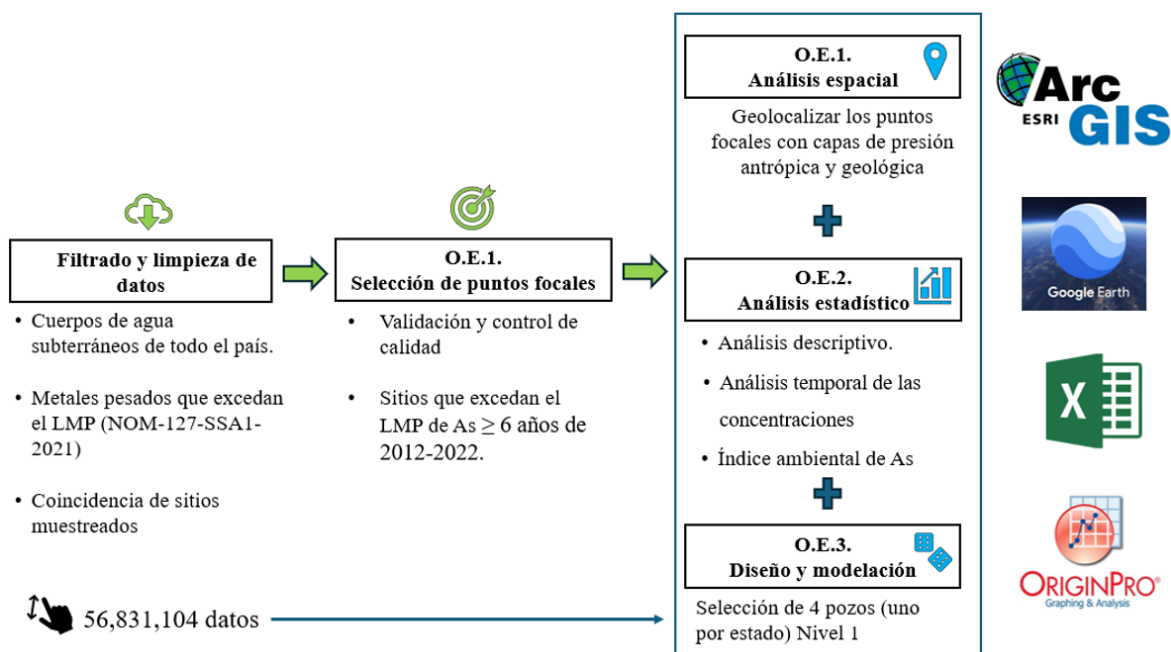 Filtrado y limpieza de
datos
• Cuerpos de agua
subterráneos de todo el país.
• Metales pesados que excedan
el LMP (NOM-127-SSA1-
2021)
• Coincidencia de sitios
muestreados
56,831,104 datos
O.E.1.
Selección de puntos focales
• Validación y control de
calidad
• Sitios que excedan el
LMP de As ≥ 6 años de
2012-2022.
O.E.1.
Análisis espacial
Geolocalizar los puntos
focales con capas de presión
antrópica y geológica
O.E.2.
Análisis estadístico
• Análisis descriptivo.
• Análisis temporal de las
concentraciones
• Índice ambiental de As
O.E.3.
Diseño y modelación
Selección de 4 pozos (uno
por estado) Nivel 1
Arc
ESRI GIS
Google Earth
X
ORIGINPRO®
Graphing & Analysis